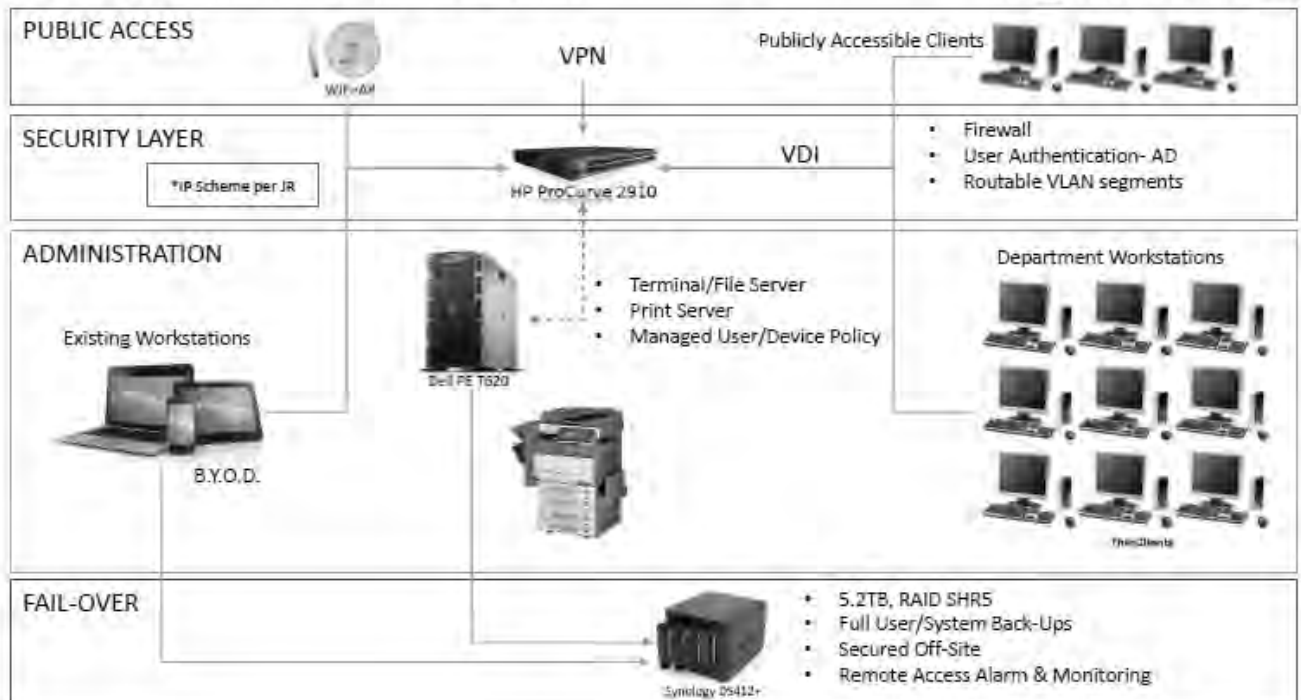 PUBLIC ACCESS
WiFi-AP
VPN
Publicly Accessible Clients
SECURITY LAYER
*IP Scheme per JR
HP ProCurve 2910
VDI
• Firewall
• User Authentication- AD
• Routable VLAN segments
ADMINISTRATION
Existing Workstations
B.Y.O.D.
Dell PE T620
• Terminal/File Server
• Print Server
• Managed User/Device Policy
Department Workstations
ThinClients
FAIL-OVER
Synology DS412+
• 5.2TB, RAID SHR5
• Full User/System Back-Ups
• Secured Off-Site
• Remote Access Alarm & Monitoring